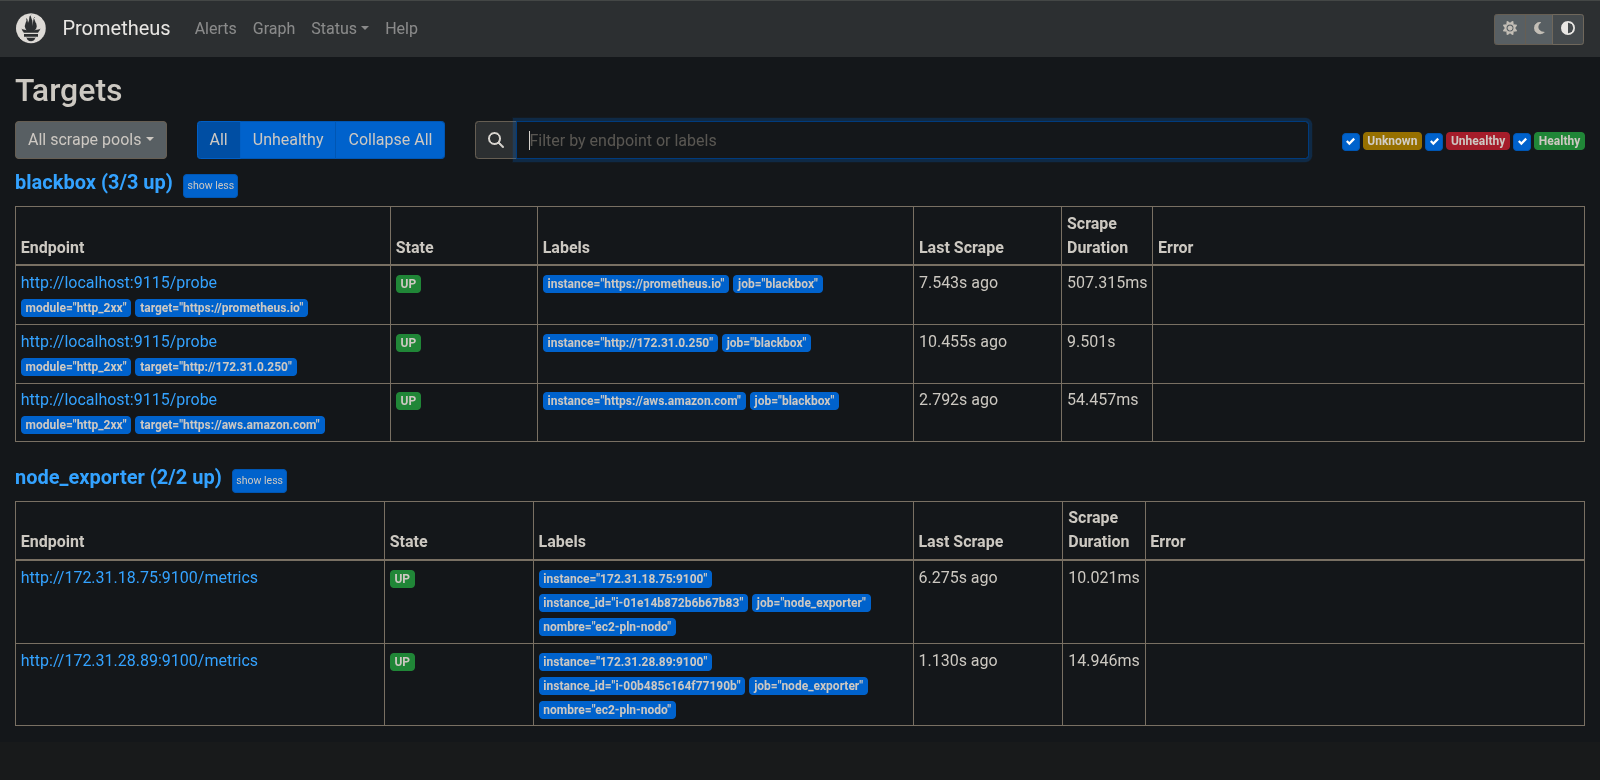 Prometheus Alerts Graph Status Help
Targets
All scrape pools All Unhealthy Collapse All Filter by endpoint or labels Unknown Unhealthy Healthy
blackbox (3/3 up) show less
Endpoint State Labels Last Scrape Scrape Duration Error
http://localhost:9115/probe UP instance="https://prometheus.io" job="blackbox" 7.543s ago 507.315ms
module="http_2xx" target="https://prometheus.io"
http://localhost:9115/probe UP instance="http://172.31.0.250" job="blackbox" 10.455s ago 9.501s
module="http_2xx" target="http://172.31.0.250"
http://localhost:9115/probe UP instance="https://aws.amazon.com" job="blackbox" 2.792s ago 54.457ms
module="http_2xx" target="https://aws.amazon.com"
node_exporter (2/2 up) show less
Endpoint State Labels Last Scrape Scrape Duration Error
http://172.31.18.75:9100/metrics UP instance="172.31.18.75:9100" 6.275s ago 10.021ms
instance_id="i-01e14b872b6b67b83" job="node_exporter"
nombre="ec2-pln-nodo"
http://172.31.28.89:9100/metrics UP instance="172.31.28.89:9100" 1.130s ago 14.946ms
instance_id="i-00b485c164f77190b" job="node_exporter"
nombre="ec2-pln-nodo"